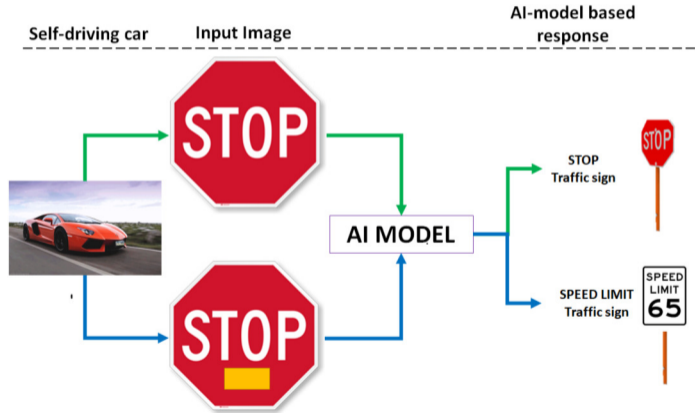 Self-driving car
Input Image
AI-model based
response
STOP
STOP
AI MODEL
STOP
Traffic sign
STOP
SPEED LIMIT
Traffic sign
SPEED
LIMIT
65